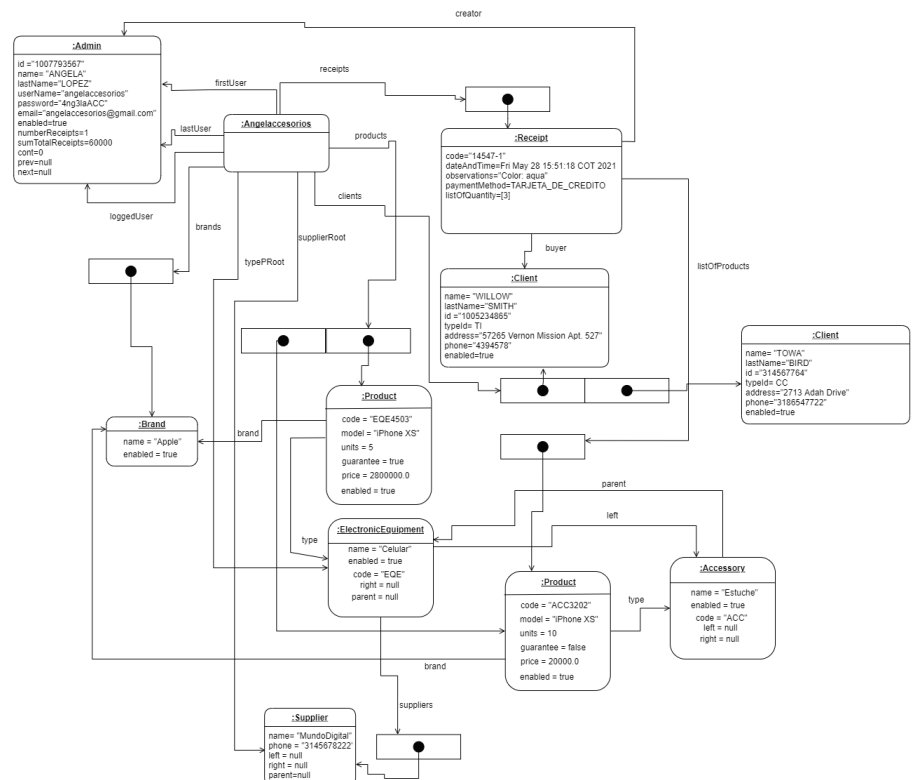 creator
:Admin
id ="1007793567"
name= "ANGELA"
lastName="LOPEZ"
userName="angelaccesorios"
password="4ng3laACC"
email="angelaccesorios@gmail.com"
enabled=true
numberReceipts=1
sumTotalReceipts=60000
cont=0
prev=null
next=null
firstUser
lastUser
loggedUser
:Angelaccesorios
receipts
products
clients
brands
typePRoot
supplierRoot
:Receipt
code="14547-1"
dateAndTime=Fri May 28 15:51:18 COT 2021
observations="Color: aqua"
paymentMethod=TARJETA_DE_CREDITO
listOfQuantity=[3]
buyer
listOfProducts
:Client
name= "WILLOW"
lastName="SMITH"
id ="1005234865"
typeId= TI
address="57265 Vernon Mission Apt. 527"
phone="4394578"
enabled=true
:Client
name= "TOWA"
lastName="BIRD"
id ="314567764"
typeId= CC
address="2713 Adah Drive"
phone="3186547722"
enabled=true
:Product
code = "EQE4503"
model = "iPhone XS"
units = 5
guarantee = true
price = 2800000.0
enabled = true
brand
:Brand
name = "Apple"
enabled = true
type
:ElectronicEquipment
name = "Celular"
enabled = true
code = "EQE"
right = null
parent = null
parent
left
:Product
code = "ACC3202"
model = "iPhone XS"
units = 10
guarantee = false
price = 20000.0
enabled = true
type
:Accessory
name = "Estuche"
enabled = true
code = "ACC"
left = null
right = null
brand
suppliers
:Supplier
name= "MundoDigital"
phone = "3145678222"
left = null
right = null
parent=null